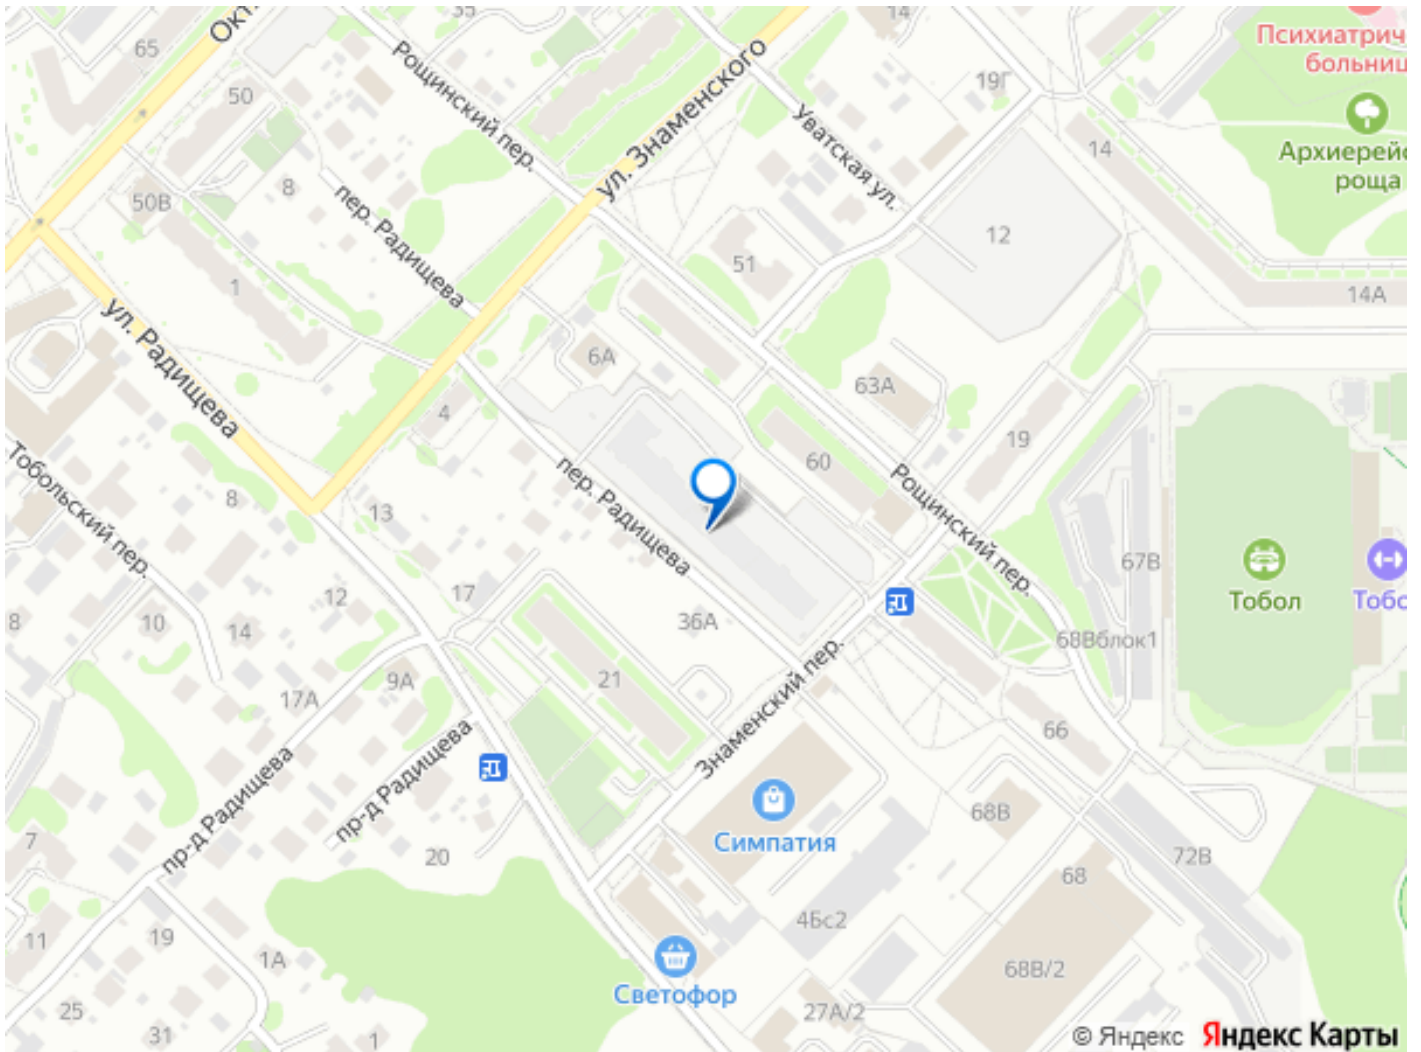 65
Окт
35
14
Рощинский пер.
ул. Знаменского
19Г
Психиатрич
больниц
50
Уватская ул.
14
Архиерейс
роща
8
50В
пер. Радищева
12
51
1
14А
ул. Радищева
6А
63А
4
19
60
Тобольский пер.
8
13
пер. Радищева
Рощинский пер.
67В
Тобол
Тобо
12
17
8
10
14
36А
68Вблок1
9А
21
17А
Знаменский пер.
66
пр-д Радищева
пр-д Радищева
Симпатия
68В
7
20
72В
68
4Бс2
11
19
1А
68В/2
Светофор
25
27А/2
31
1
© Яндекс Яндекс Карты